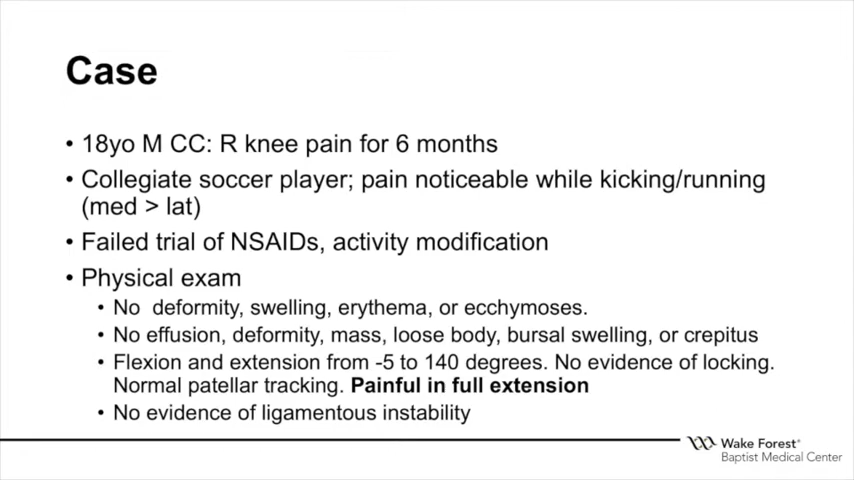 Case
• 18yo M CC: R knee pain for 6 months
• Collegiate soccer player; pain noticeable while kicking/running
(med > lat)
• Failed trial of NSAIDs, activity modification
• Physical exam
• No deformity, swelling, erythema, or ecchymoses.
• No effusion, deformity, mass, loose body, bursal swelling, or crepitus
• Flexion and extension from -5 to 140 degrees. No evidence of locking.
Normal patellar tracking. Painful in full extension
• No evidence of ligamentous instability
Wake Forest®
Baptist Medical Center